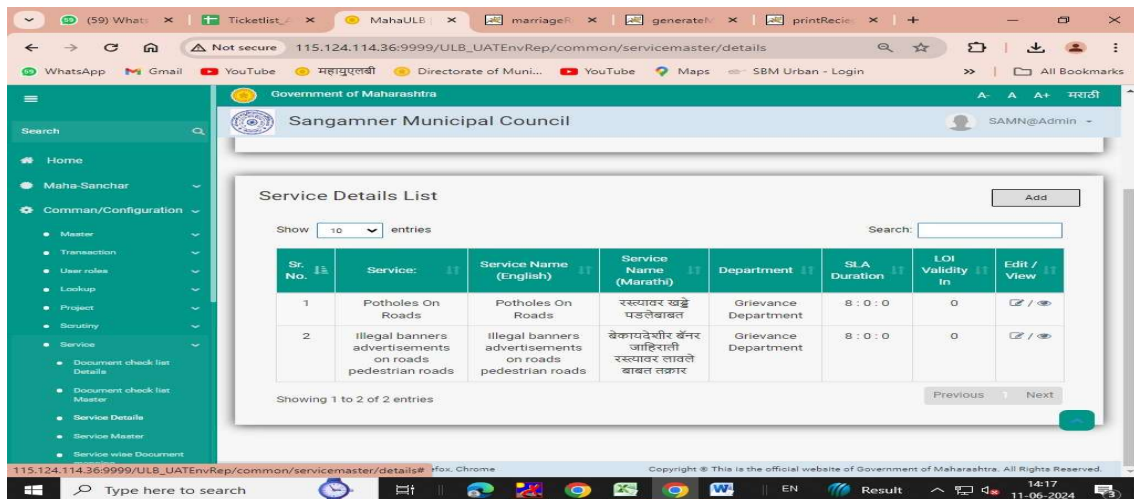 (59) Whats
Ticketlist_
MahaULB
marriageR
generateM
printRecie
Not secure 115.124.114.36:9999/ULB_UATEnvRep/common/servicemaster/details
WhatsApp Gmail YouTube महायुएलबी Directorate of Muni... YouTube Maps SBM Urban - Login >> All Bookmarks
Government of Maharashtra A- A A+ मराठी
Sangamner Municipal Council SAMN@Admin
Search
Home
Maha-Sanchar
Comman/Configuration
Master
Transaction
User roles
Lookup
Project
Scrutiny
Service
Document check list
Details
Document check list
Master
Service Details
Service Master
Service wise Document
Service Details List Add
Show 10 entries Search:
Sr. No. Service: Service Name (English) Service Name (Marathi) Department SLA Duration LOI Validity In Edit / View
1 Potholes On Roads Potholes On Roads रस्त्यावर खड्डे पडलेबाबत Grievance Department 8 : 0 : 0 0 /
2 Illegal banners advertisements on roads pedestrian roads Illegal banners advertisements on roads pedestrian roads बेकायदेशीर बॅनर जाहिराती रस्त्यावर लावले बाबत तक्रार Grievance Department 8 : 0 : 0 0 /
Showing 1 to 2 of 2 entries Previous 1 Next
115.124.114.36:9999/ULB_UATEnvRep/common/servicemaster/details# efox, Chrome Copyright © This is the official website of Government of Maharashtra. All Rights Reserved.
Type here to search EN Result 14:17
11-06-2024